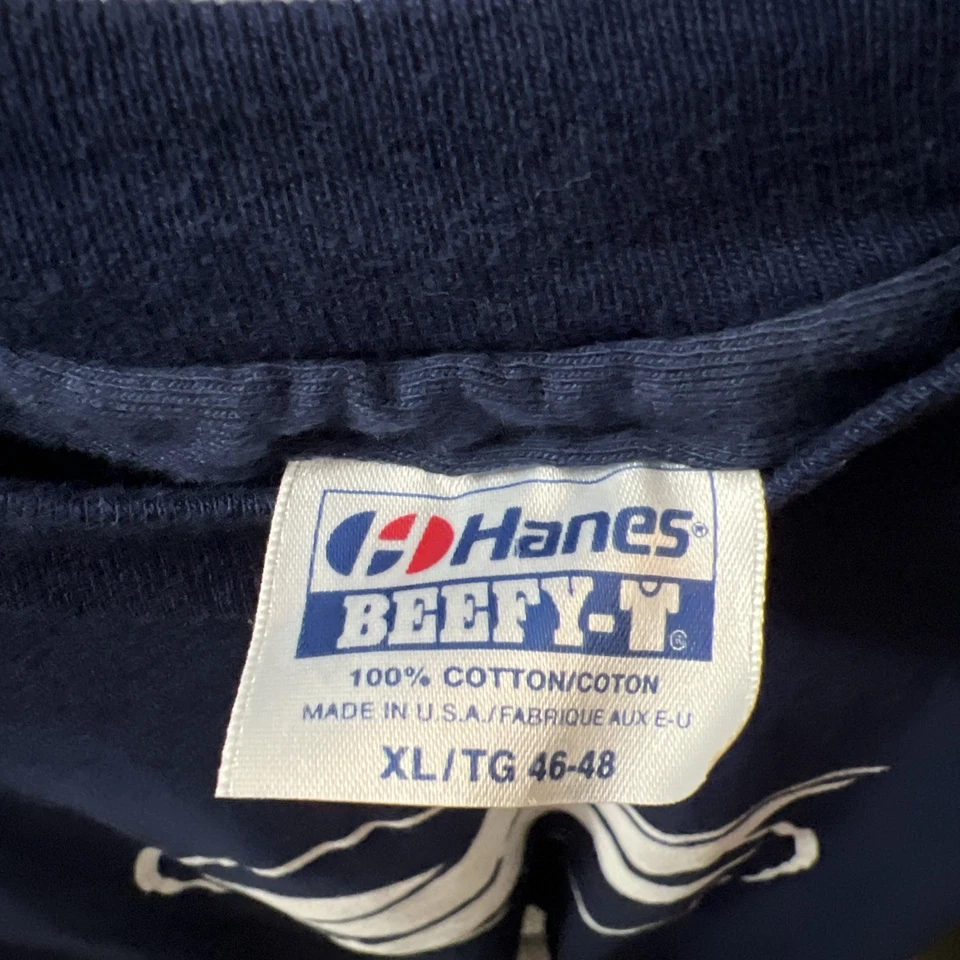 Hanes®
BEEFY-T®
100% COTTON/COTON
MADE IN U.S.A./FABRIQUE AUX E-U
XL/TG 46-48